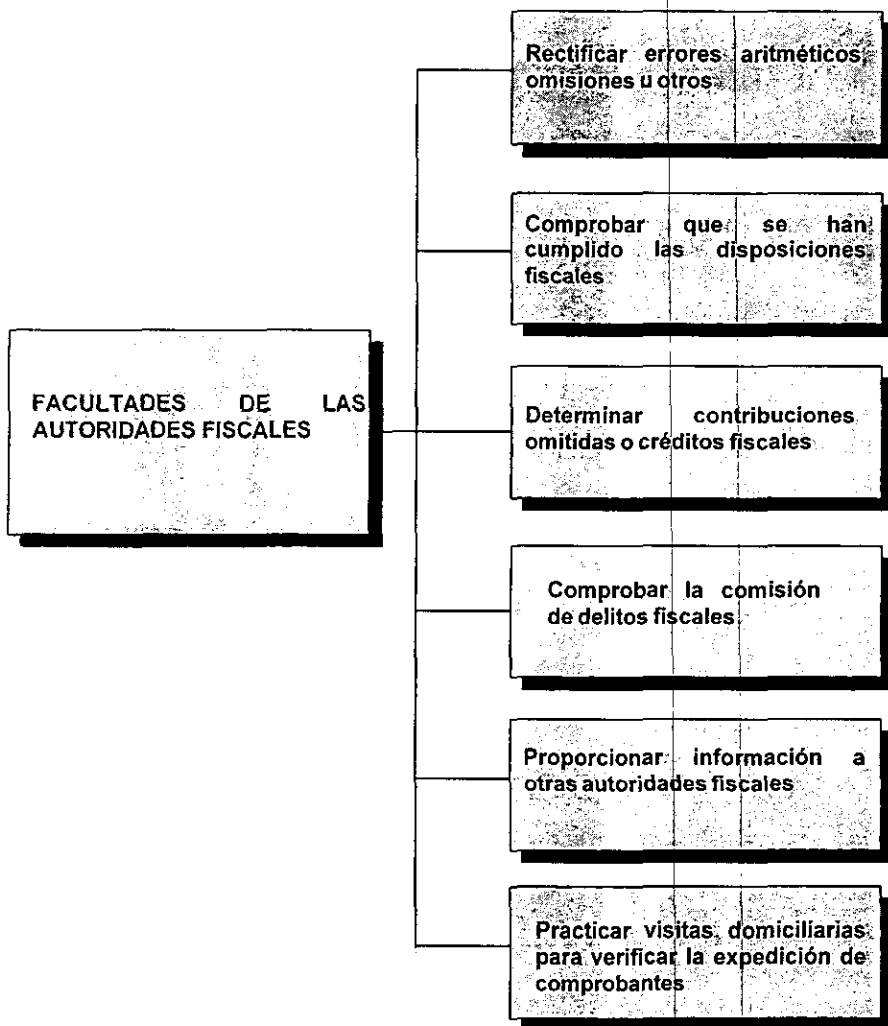 FACULTADES DE LAS
AUTORIDADES FISCALES
Rectificar errores aritméticos,
omisiones u otros
Comprobar que se han
cumplido las disposiciones
fiscales
Determinar contribuciones
omitidas o créditos fiscales
Comprobar la comisión
de delitos fiscales
Proporcionar información a
otras autoridades fiscales
Practicar visitas domiciliarias
para verificar la expedición de
comprobantes